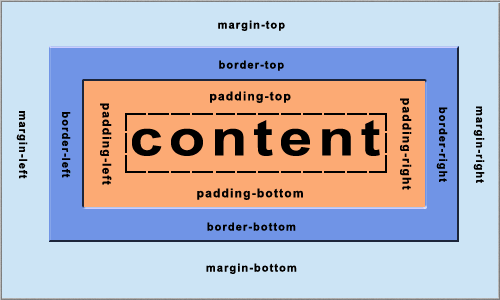 margin-top
border-top
padding-top
margin-left
border-left
padding-left
content
padding-right
border-right
margin-right
padding-bottom
border-bottom
margin-bottom